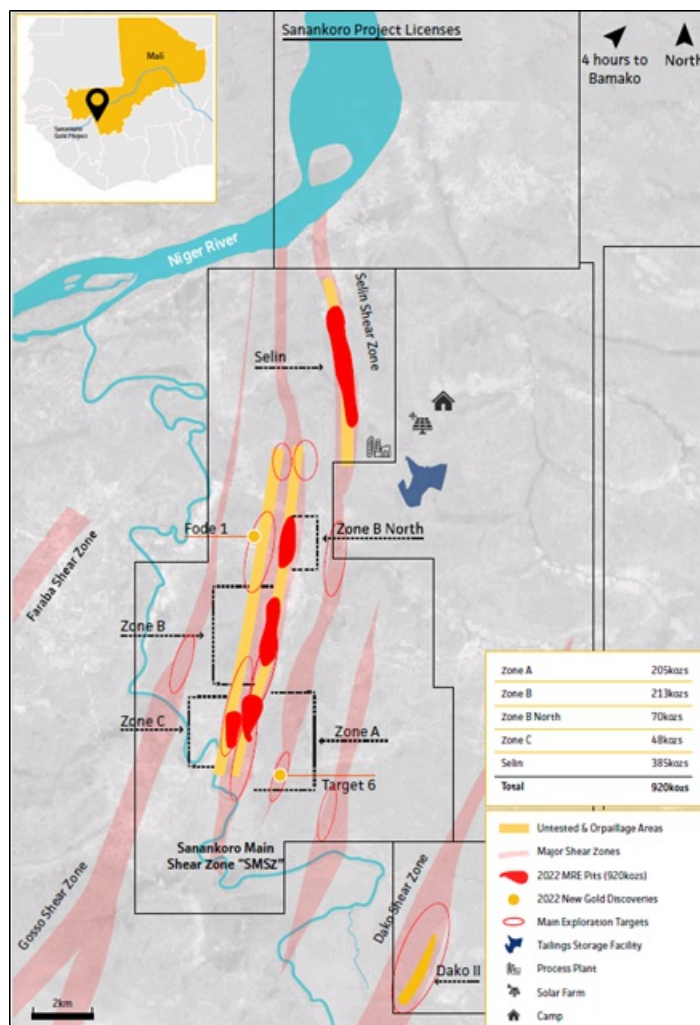 Sanankoro Project Licenses
4 hours to
Bamako
North
Mali
Sanankoro
Gold Project
Niger River
Selin Shear Zone
Selin
Fode 1
Zone B North
Faraba Shear Zone
Zone B
Zone C
Zone A
Target 6
Sanankoro Main
Shear Zone "SMSZ"
Gosso Shear Zone
Dako Shear Zone
Dako II
2km
Zone A 205kozs
Zone B 213kozs
Zone B North 70kozs
Zone C 48kozs
Selin 385kozs
Total 920kozs
Untested & Orpaillage Areas
Major Shear Zones
2022 MRE Pits (920kozs)
2022 New Gold Discoveries
Main Exploration Targets
Tailings Storage Facility
Process Plant
Solar Farm
Camp